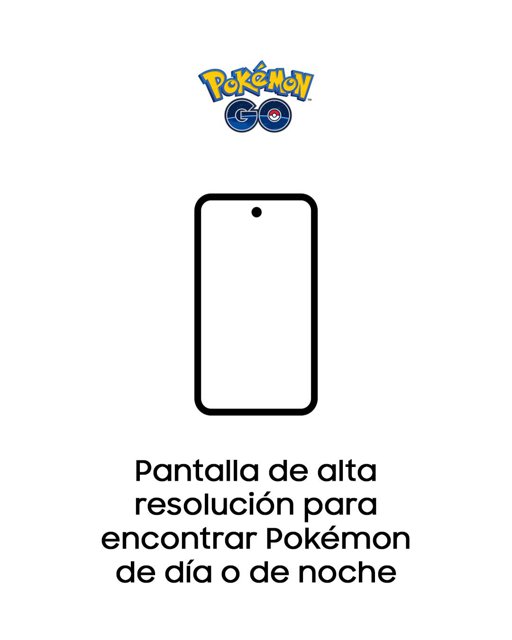 Pokémon
GO
Pantalla de alta
resolución para
encontrar Pokémon
de día o de noche